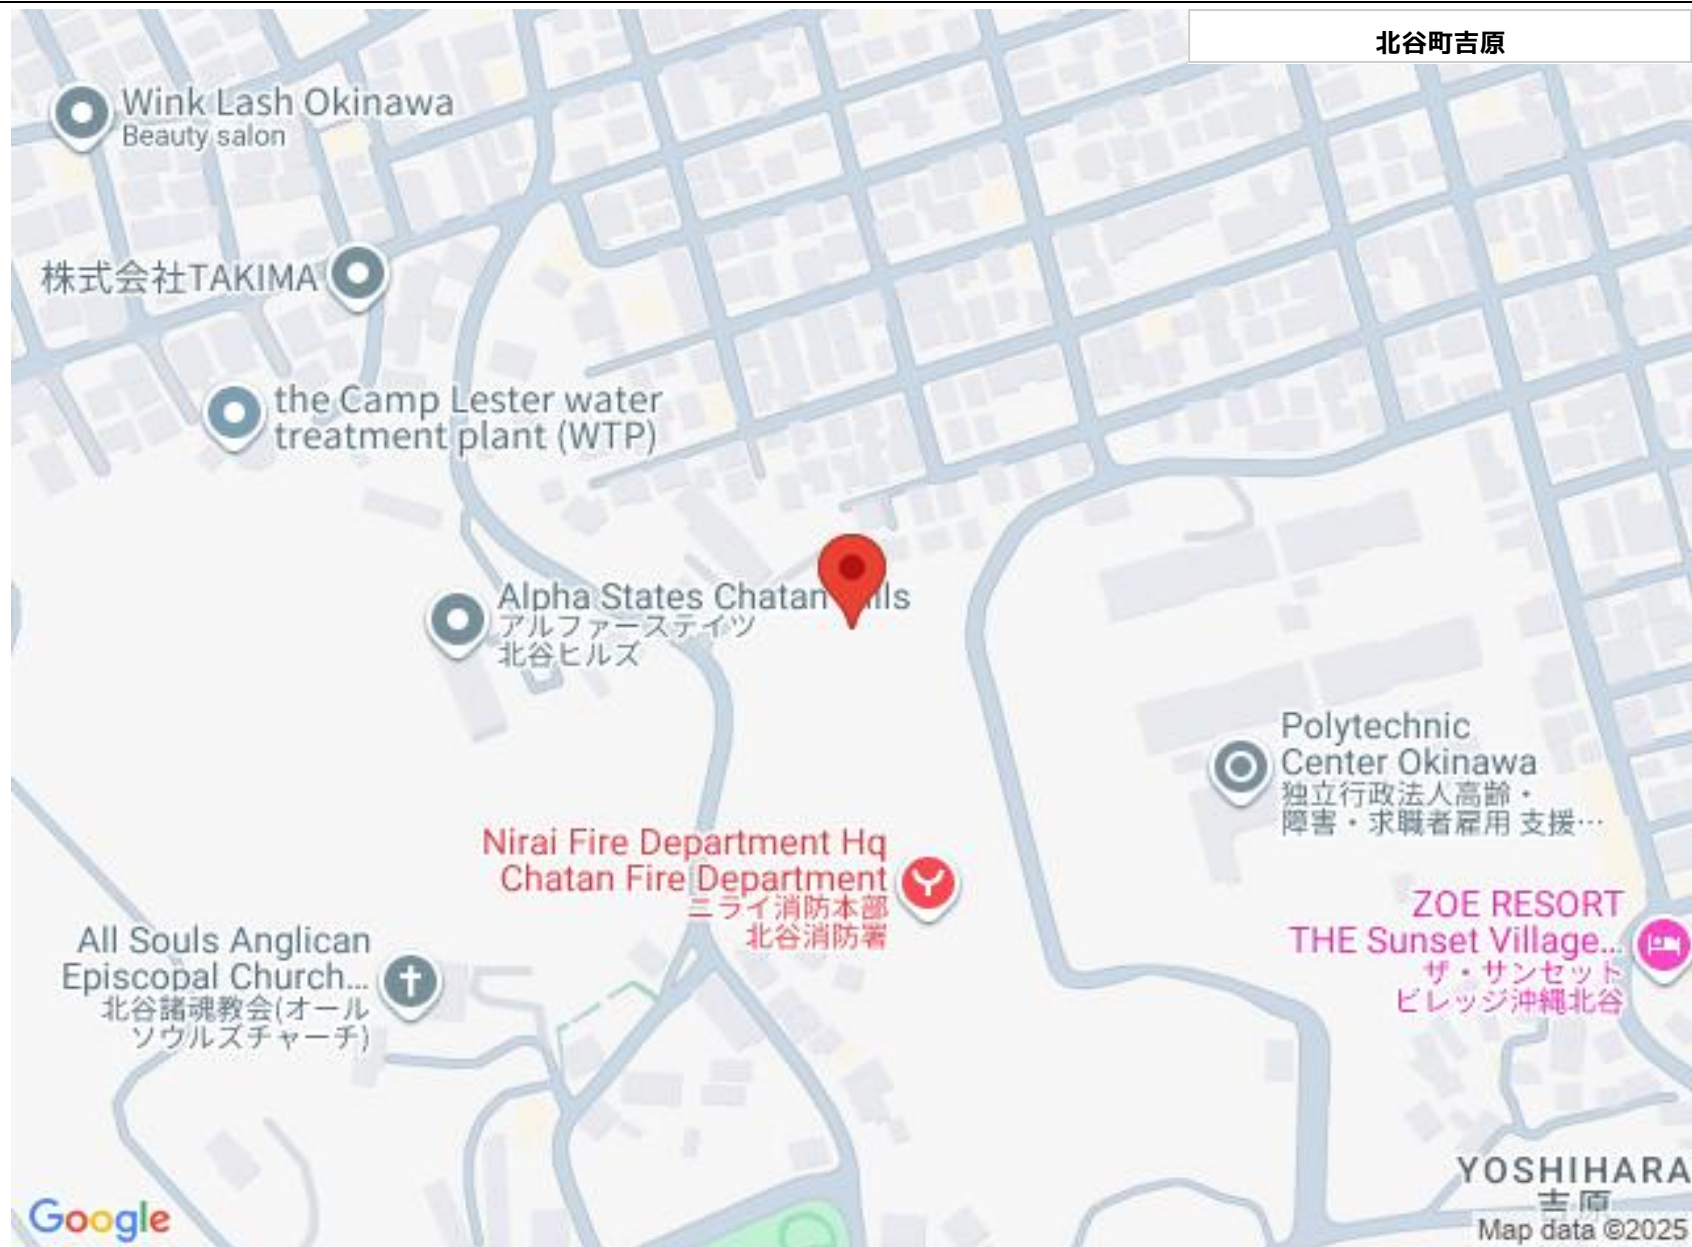 北谷町吉原
Wink Lash Okinawa
Beauty salon
株式会社TAKIMA
the Camp Lester water
treatment plant (WTP)
Alpha States Chatan Hills
アルファーステイツ
北谷ヒルズ
Polytechnic
Center Okinawa
独立行政法人高齢・
障害・求職者雇用 支援…
Nirai Fire Department Hq
Chatan Fire Department
ニライ消防本部
北谷消防署
ZOE RESORT
THE Sunset Village...
ザ・サンセット
ビレッジ沖縄北谷
All Souls Anglican
Episcopal Church...
北谷諸魂教会(オール
ソウルズチャーチ)
YOSHIHARA
吉原
Google
Map data ©2025